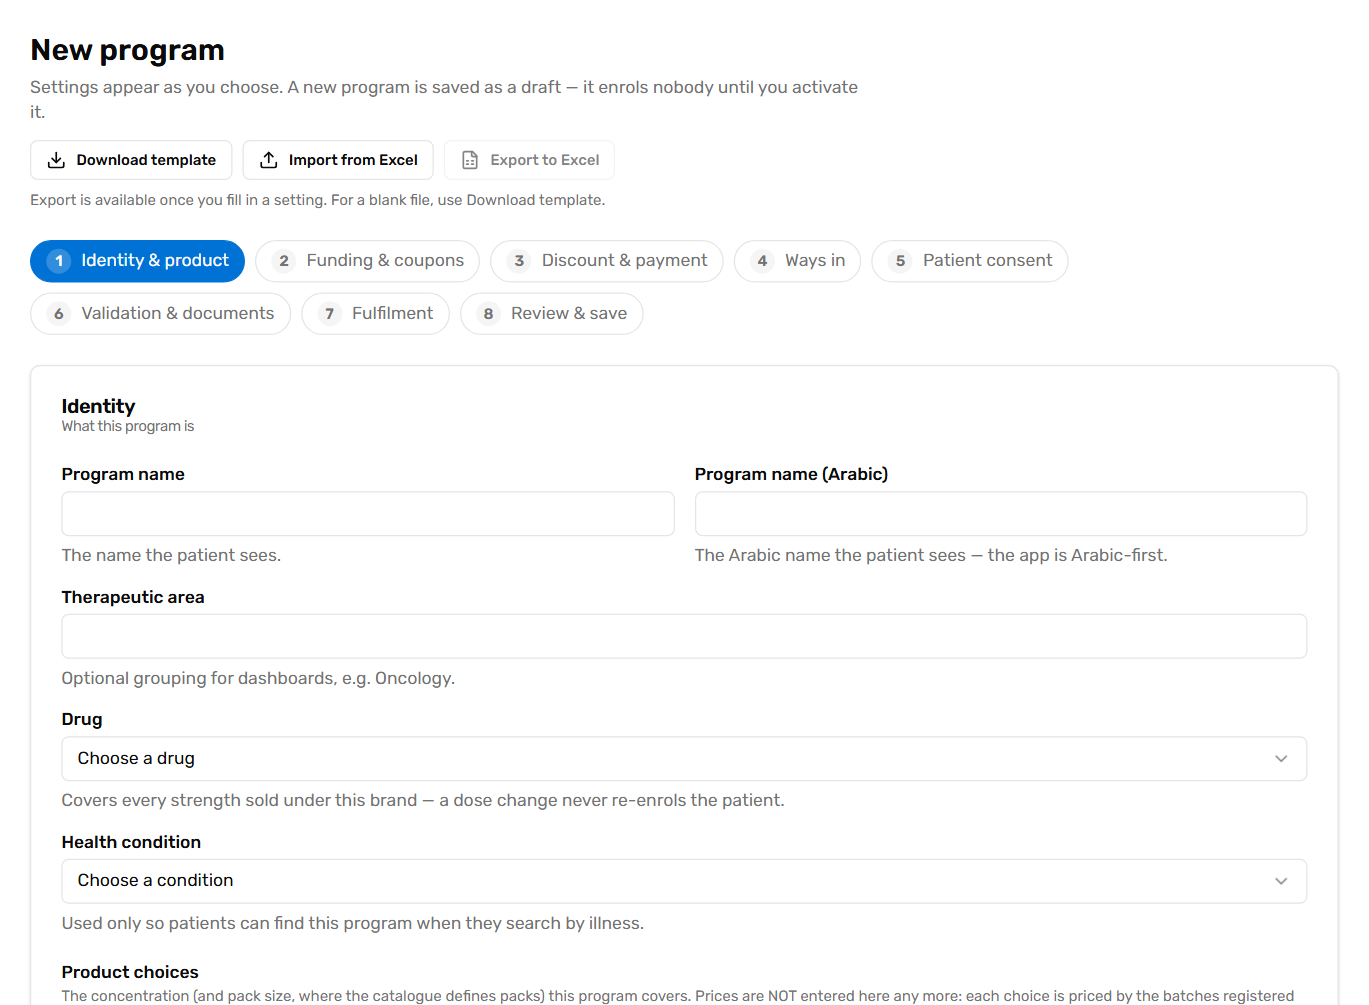 New program
Settings appear as you choose. A new program is saved as a draft — it enrols nobody until you activate
it.
Download template
Import from Excel
Export to Excel
Export is available once you fill in a setting. For a blank file, use Download template.
1 Identity & product
2 Funding & coupons
3 Discount & payment
4 Ways in
5 Patient consent
6 Validation & documents
7 Fulfilment
8 Review & save
Identity
What this program is
Program name
Program name (Arabic)
The name the patient sees.
The Arabic name the patient sees — the app is Arabic-first.
Therapeutic area
Optional grouping for dashboards, e.g. Oncology.
Drug
Choose a drug
Covers every strength sold under this brand — a dose change never re-enrols the patient.
Health condition
Choose a condition
Used only so patients can find this program when they search by illness.
Product choices
The concentration (and pack size, where the catalogue defines packs) this program covers. Prices are NOT entered here any more: each choice is priced by the batches registered